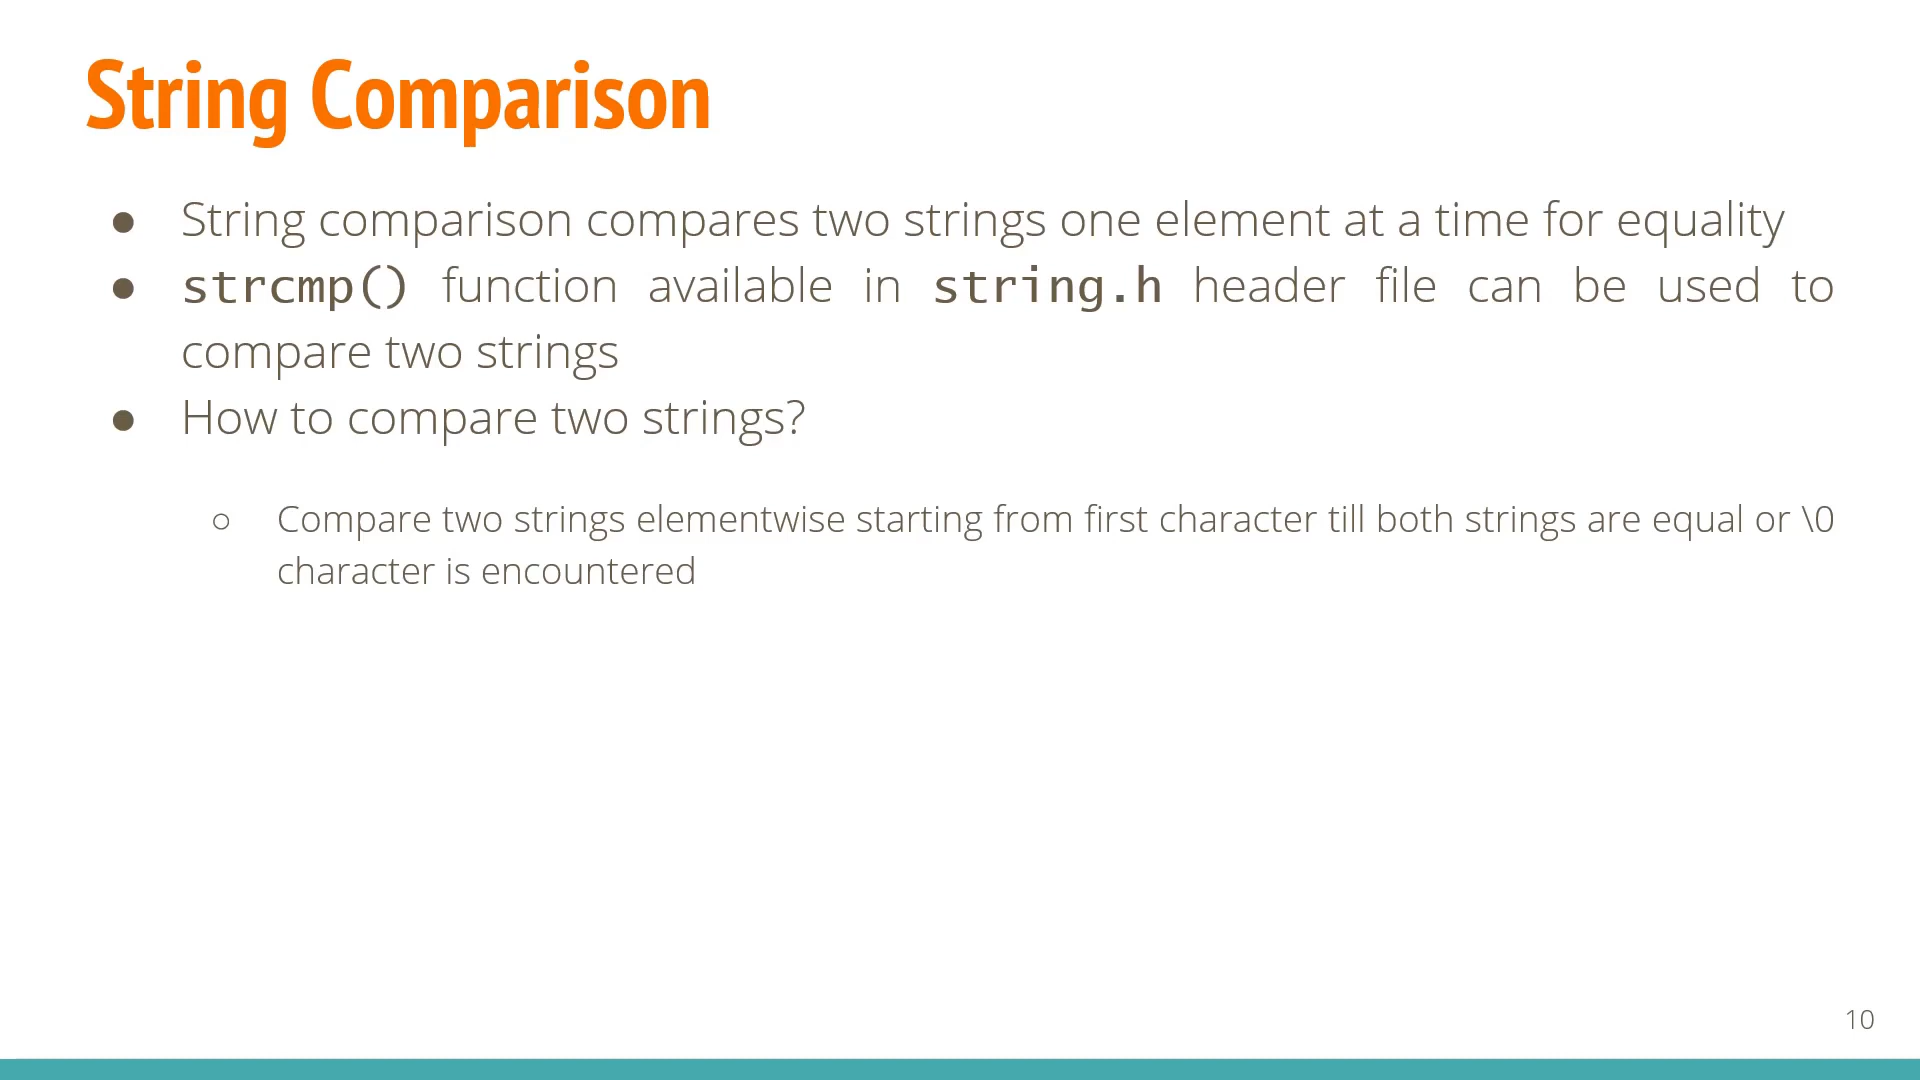 String Comparison
● String comparison compares two strings one element at a time for equality
● strcmp() function available in string.h header file can be used to
compare two strings
● How to compare two strings?
○ Compare two strings elementwise starting from first character till both strings are equal or \0
character is encountered
10